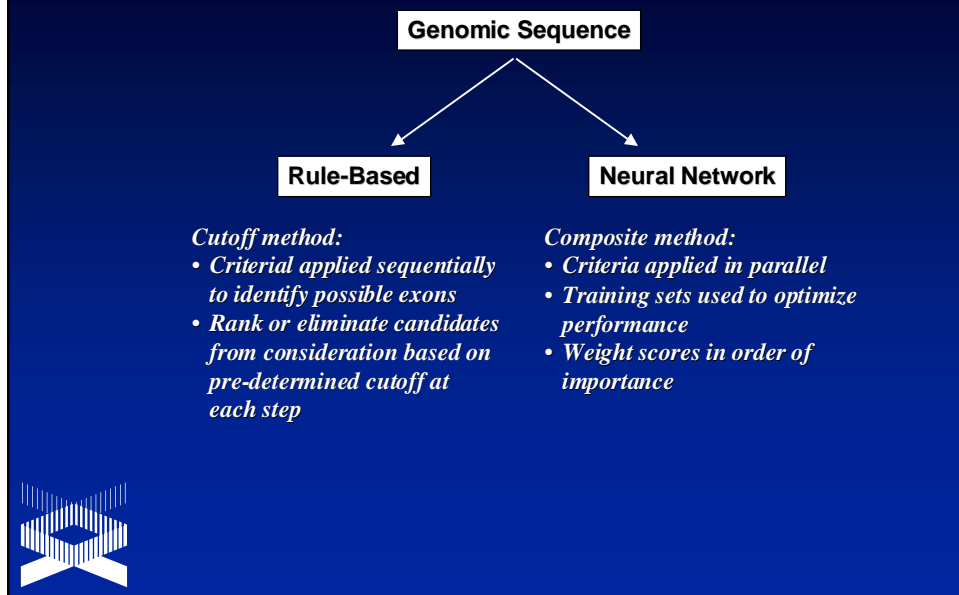 Genomic Sequence
Rule-Based
Cutoff method:
• Criterial applied sequentially
to identify possible exons
• Rank or eliminate candidates
from consideration based on
pre-determined cutoff at
each step
Neural Network
Composite method:
• Criteria applied in parallel
• Training sets used to optimize
performance
• Weight scores in order of
importance